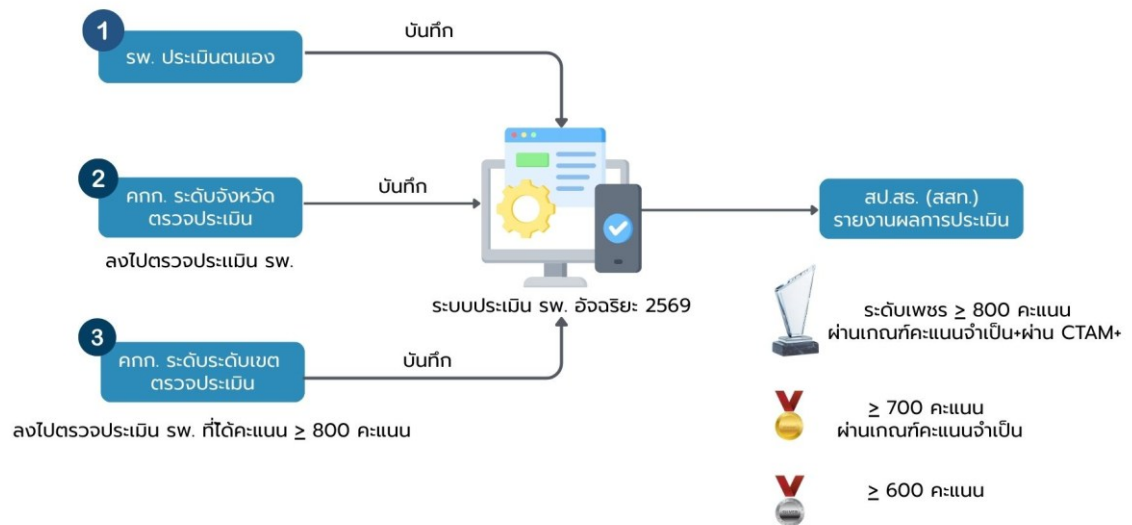 1
รพ. ประเมินตนเอง
บันทึก
2
คกก. ระดับจังหวัด
ตรวจประเมิน
บันทึก
ลงไปตรวจประเเมิน รพ.
3
คกก. ระดับระดับเขต
ตรวจประเมิน
บันทึก
ลงไปตรวจประเมิน รพ. ที่ได้คะแนน ≥ 800 คะแนน
ระบบประเมิน รพ. อัจฉริยะ 2569
สป.สธ. (สสท.)
รายงานผลการประเมิน
ระดับเพชร ≥ 800 คะแนน
ผ่านเกณฑ์คะแนนจำเป็น+ผ่าน CTAM+
≥ 700 คะแนน
ผ่านเกณฑ์คะแนนจำเป็น
≥ 600 คะแนน